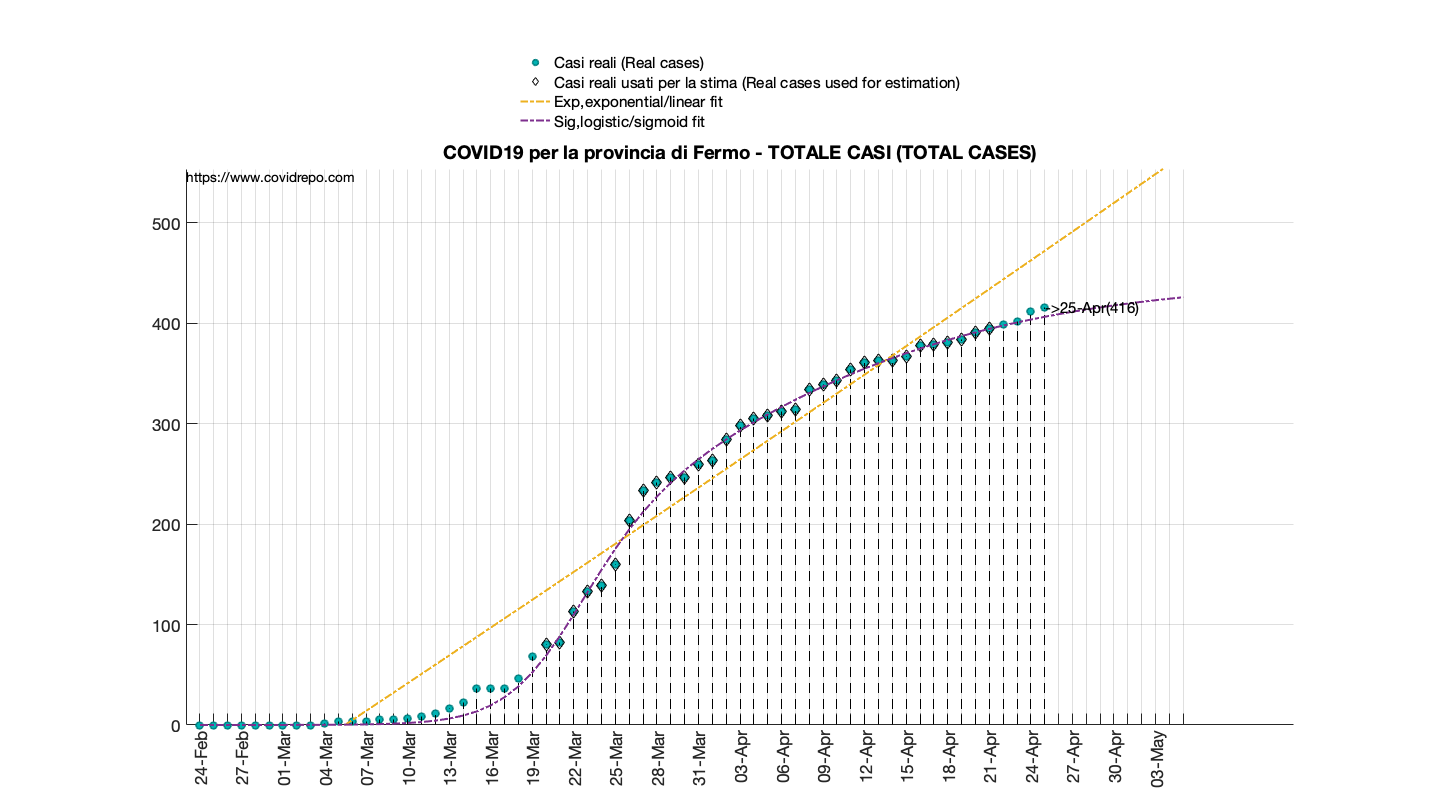 Casi reali (Real cases)
Casi reali usati per la stima (Real cases used for estimation)
Exp,exponential/linear fit
Sig,logistic/sigmoid fit
COVID19 per la provincia di Fermo - TOTALE CASI (TOTAL CASES)
https://www.covidrepo.com
500
400
300
200
100
0
->25-Apr(416)
24-Feb
27-Feb
01-Mar
04-Mar
07-Mar
10-Mar
13-Mar
16-Mar
19-Mar
22-Mar
25-Mar
28-Mar
31-Mar
03-Apr
06-Apr
09-Apr
12-Apr
15-Apr
18-Apr
21-Apr
24-Apr
27-Apr
30-Apr
03-May